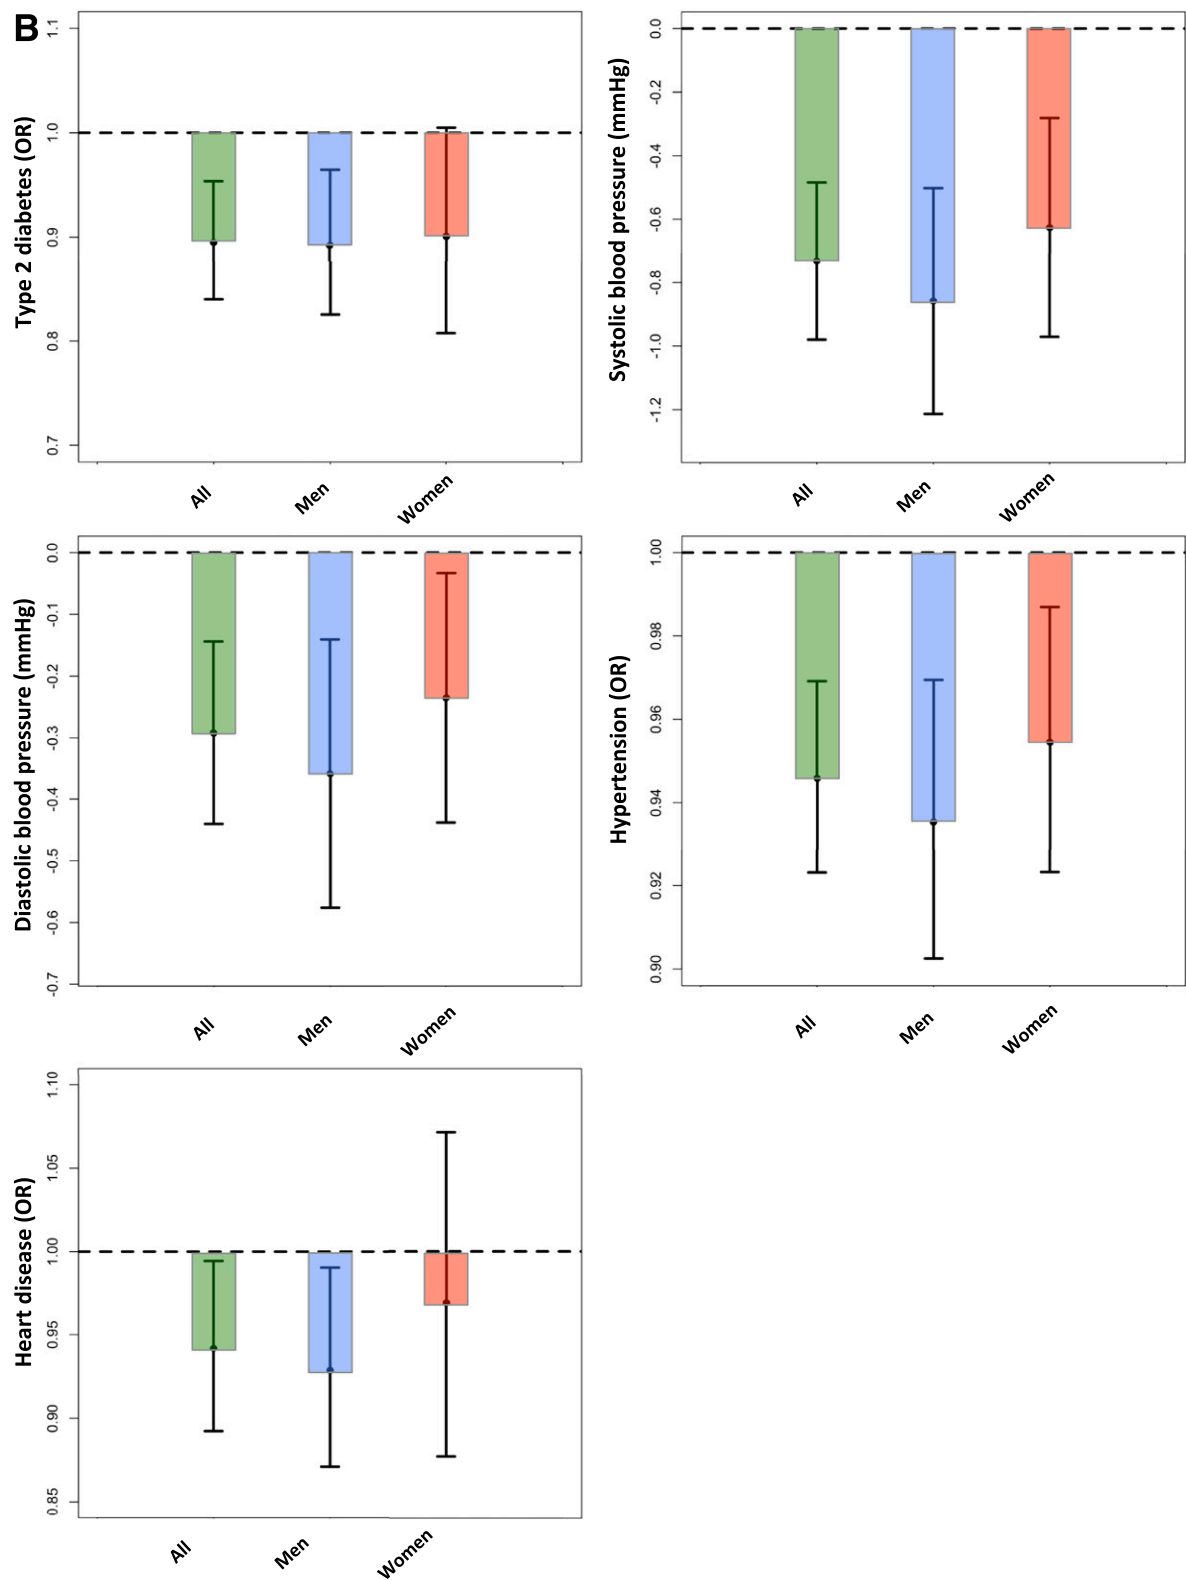 B
Type 2 diabetes (OR)
1.1
1.0
0.9
0.8
0.7
All
Men
Women
Systolic blood pressure (mmHg)
0.0
-0.2
-0.4
-0.6
-0.8
-1.0
-1.2
All
Men
Women
Diastolic blood pressure (mmHg)
0.0
-0.1
-0.2
-0.3
-0.4
-0.5
-0.6
-0.7
All
Men
Women
Hypertension (OR)
1.00
0.98
0.96
0.94
0.92
0.90
All
Men
Women
Heart disease (OR)
1.10
1.05
1.00
0.95
0.90
0.85
All
Men
Women